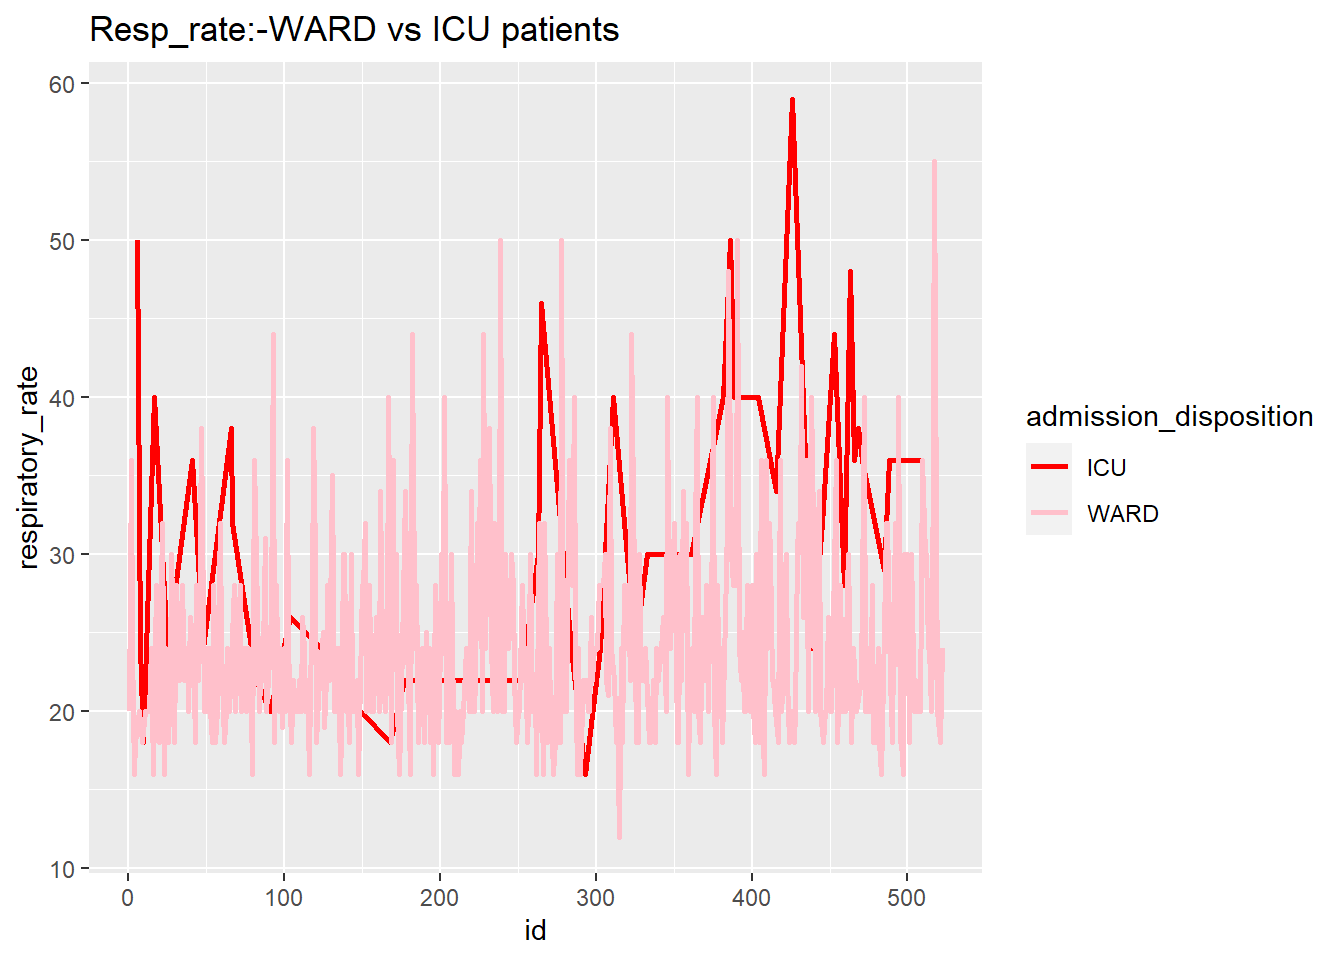 Resp_rate:-WARD vs ICU patients
60
50
40
30
20
10
respiratory_rate
0 100 200 300 400 500
id
admission_disposition
ICU
WARD